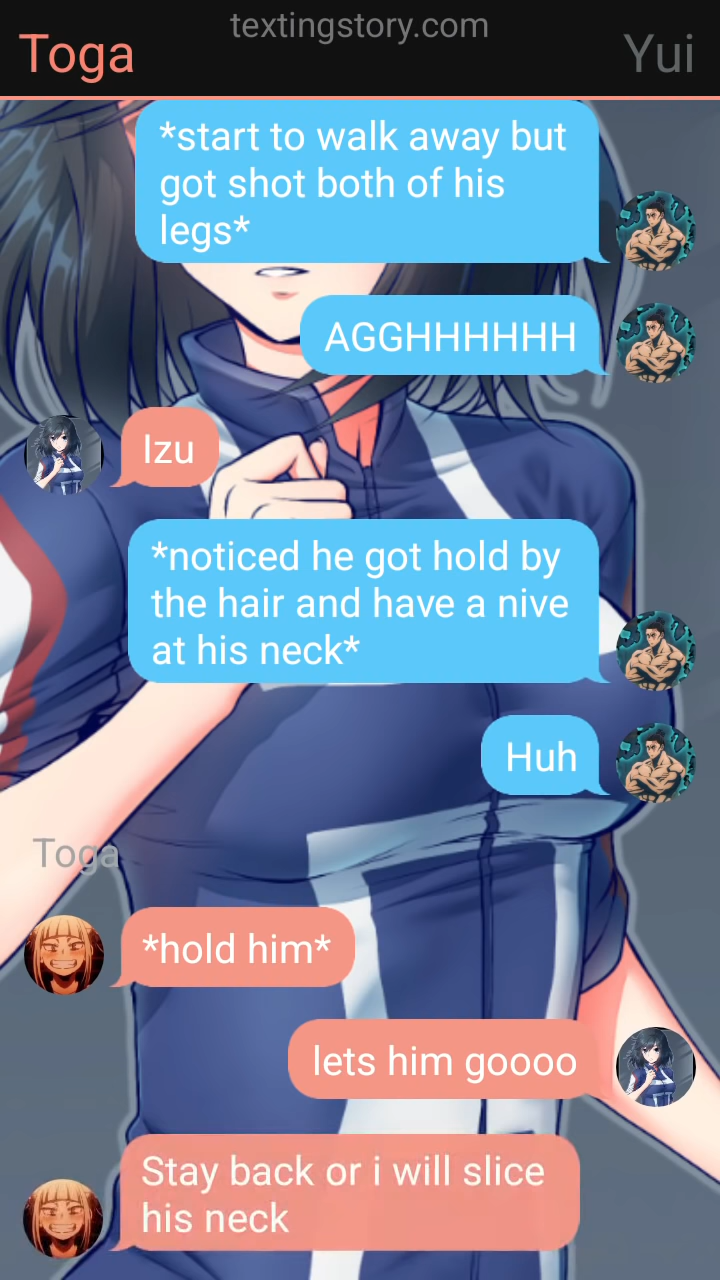 textingstory.com
Toga
Yui
*start to walk away but
got shot both of his
legs*
AGGHHHHHH
Izu
*noticed he got hold by
the hair and have a nive
at his neck*
Huh
Toga
*hold him*
lets him goooo
Stay back or i will slice
his neck